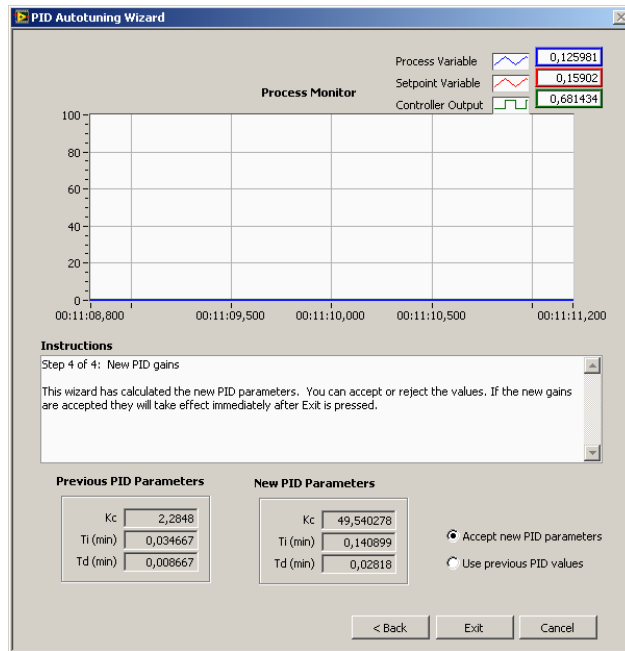 PID Autotuning Wizard
Process Variable 0,125981
Setpoint Variable 0,15902
Process Monitor
Controller Output 0,681434
100
80
60
40
20
0
00:11:08,800 00:11:09,500 00:11:10,000 00:11:10,500 00:11:11,200
Instructions
Step 4 of 4: New PID gains
This wizard has calculated the new PID parameters. You can accept or reject the values. If the new gains
are accepted they will take effect immediately after Exit is pressed.
Previous PID Parameters New PID Parameters
Kc 2,2848 Kc 49,540278
Ti (min) 0,034667 Ti (min) 0,140899 Accept new PID parameters
Td (min) 0,008667 Td (min) 0,02818 Use previous PID values
< Back Exit Cancel